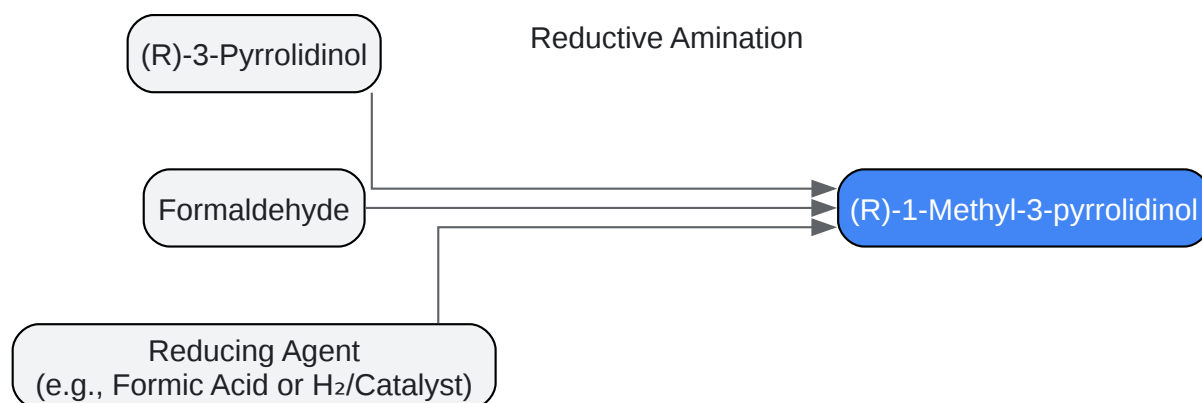 (R)-3-Pyrrolidinol
Reductive Amination
Formaldehyde
(R)-1-Methyl-3-pyrrolidinol
Reducing Agent
(e.g., Formic Acid or H₂/Catalyst)